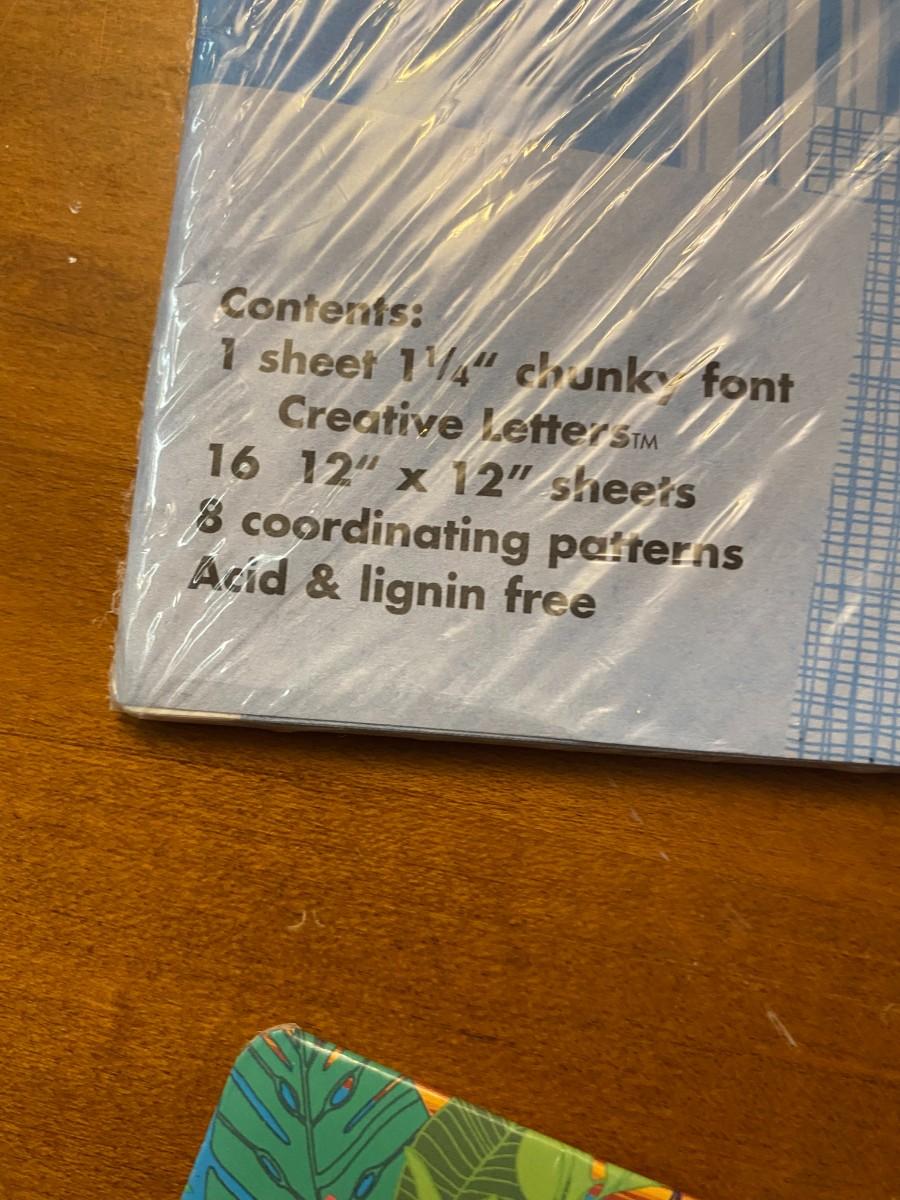 Contents:
1 sheet 1¼" chunky font
Creative Letters™
16 12" x 12" sheets
8 coordinating patterns
Acid & lignin free